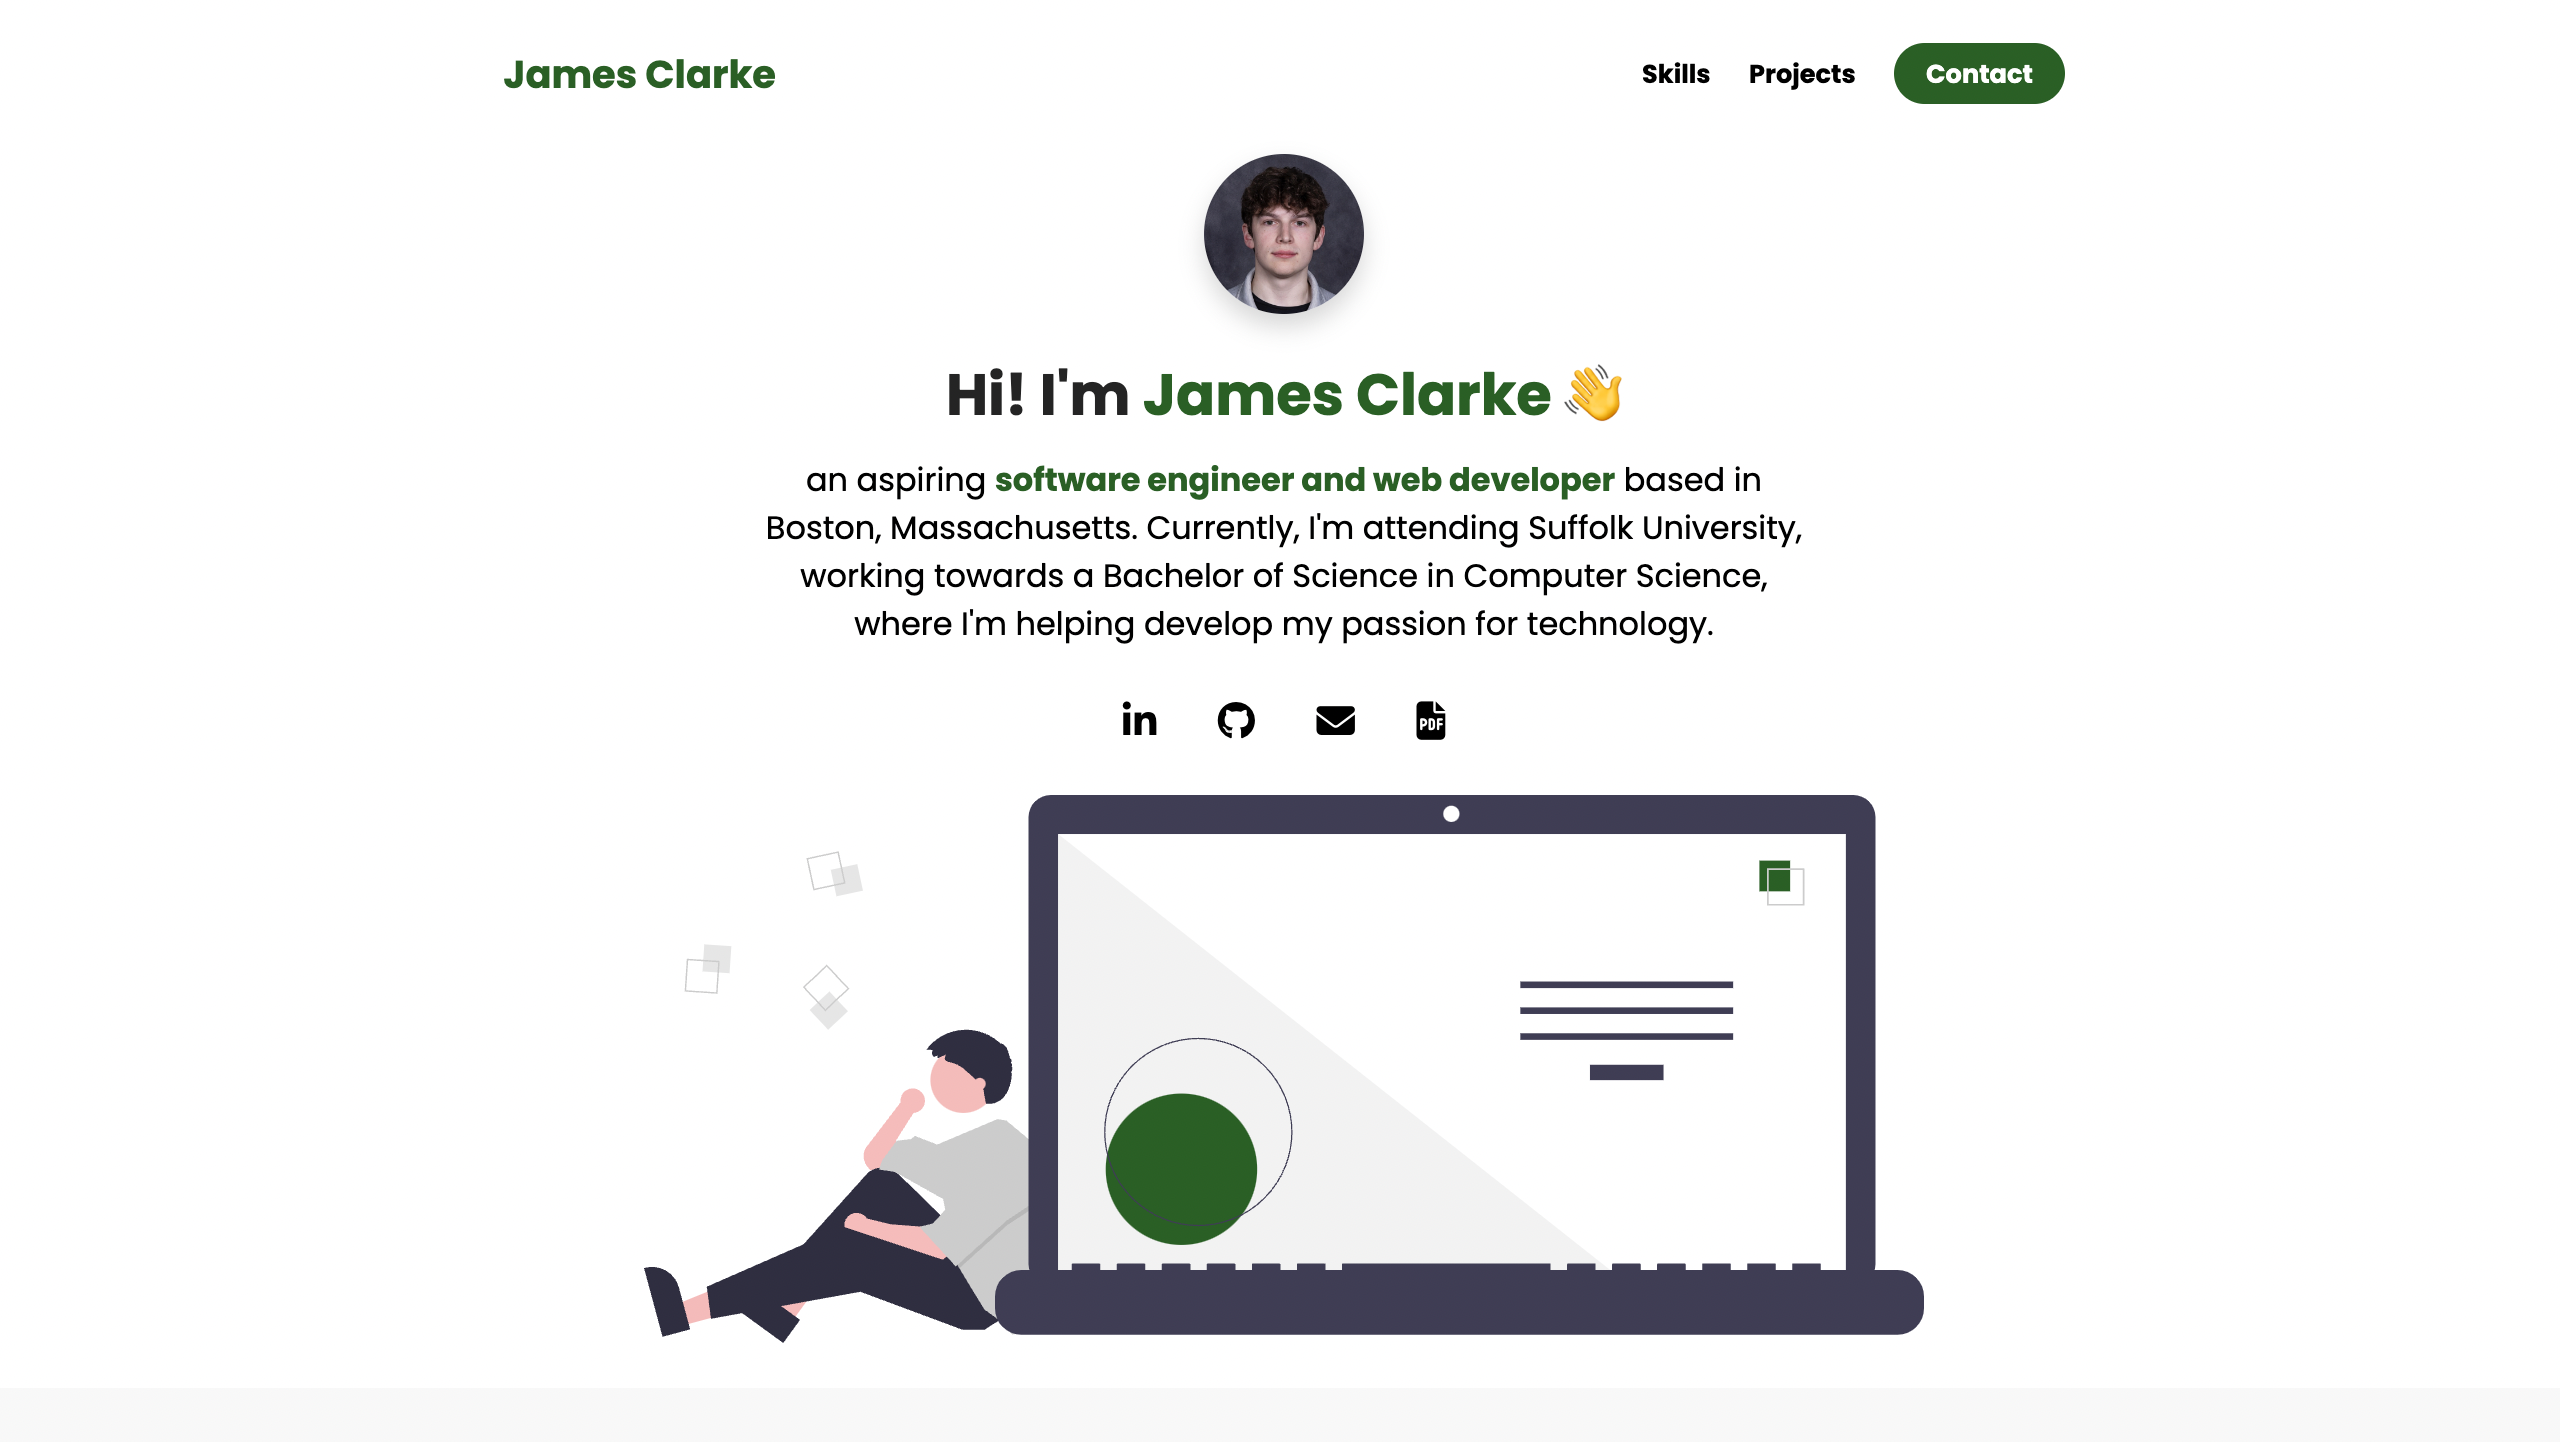 James Clarke
Skills
Projects
Contact
Hi! I'm James Clarke 👋
an aspiring software engineer and web developer based in
Boston, Massachusetts. Currently, I'm attending Suffolk University,
working towards a Bachelor of Science in Computer Science,
where I'm helping develop my passion for technology.
in
PDF